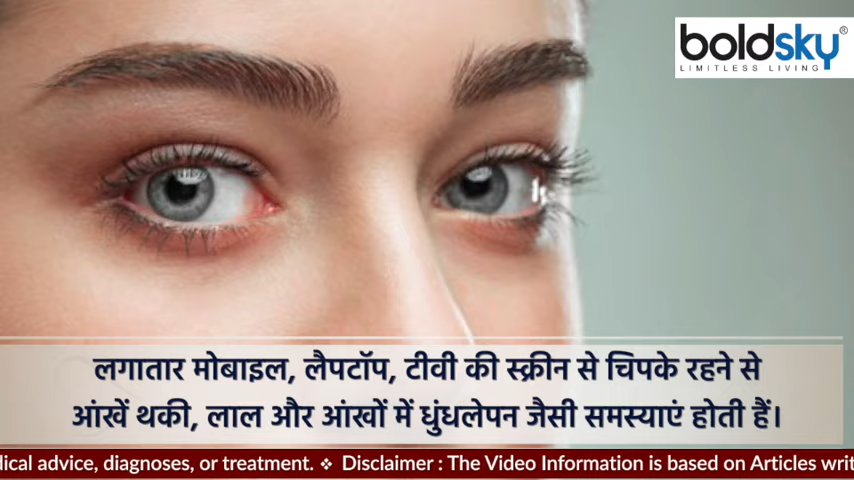 boldsky®
LIMITLESS LIVING
लगातार मोबाइल, लैपटॉप, टीवी की स्क्रीन से चिपके रहने से
आंखें थकी, लाल और आंखों में धुंधलेपन जैसी समस्याएं होती हैं।
dical advice, diagnoses, or treatment. ❖ Disclaimer : The Video Information is based on Articles writ